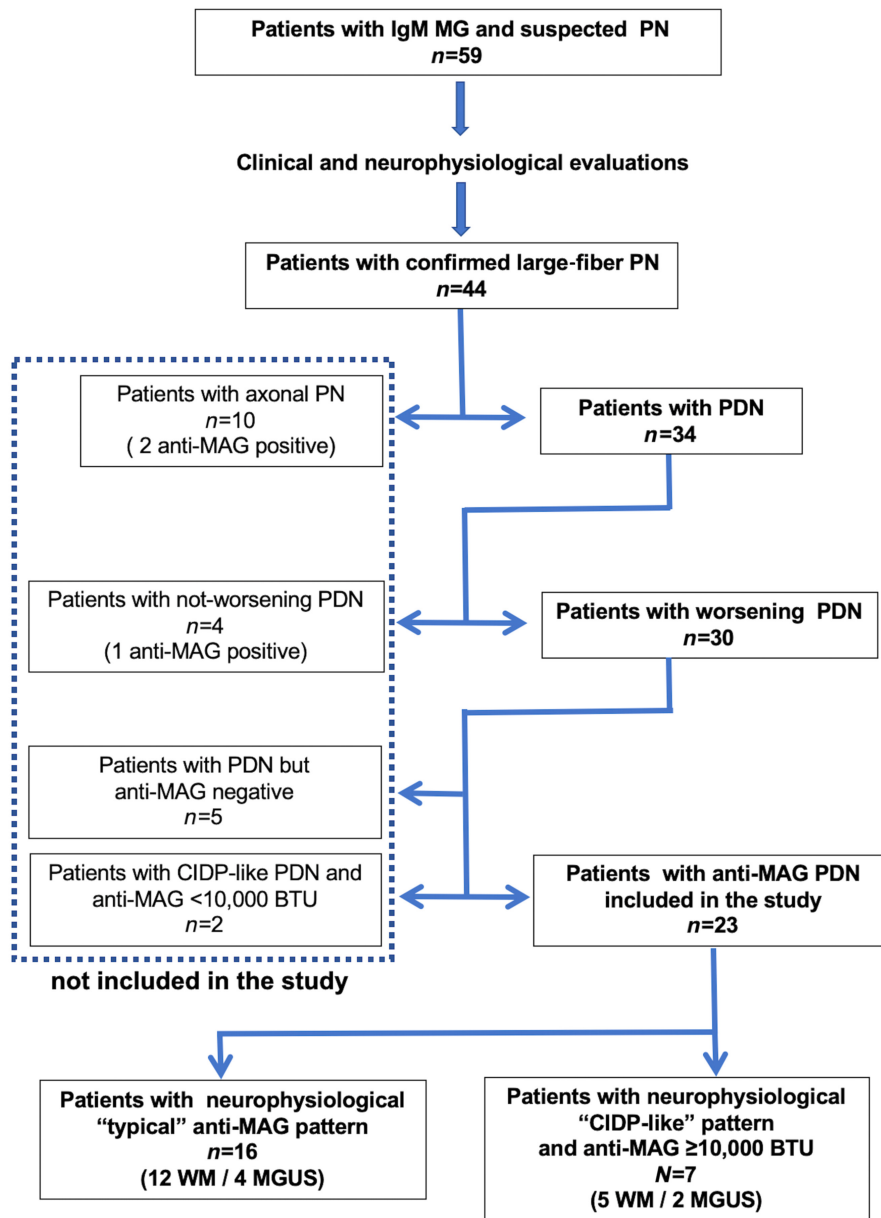 Patients with IgM MG and suspected PN
n=59
Clinical and neurophysiological evaluations
Patients with confirmed large-fiber PN
n=44
Patients with axonal PN
n=10
( 2 anti-MAG positive)
Patients with PDN
n=34
Patients with not-worsening PDN
n=4
(1 anti-MAG positive)
Patients with worsening PDN
n=30
Patients with PDN but
anti-MAG negative
n=5
Patients with CIDP-like PDN and
anti-MAG <10,000 BTU
n=2
Patients with anti-MAG PDN
included in the study
n=23
not included in the study
Patients with neurophysiological
“typical” anti-MAG pattern
n=16
(12 WM / 4 MGUS)
Patients with neurophysiological
“CIDP-like” pattern
and anti-MAG ≥10,000 BTU
N=7
(5 WM / 2 MGUS)